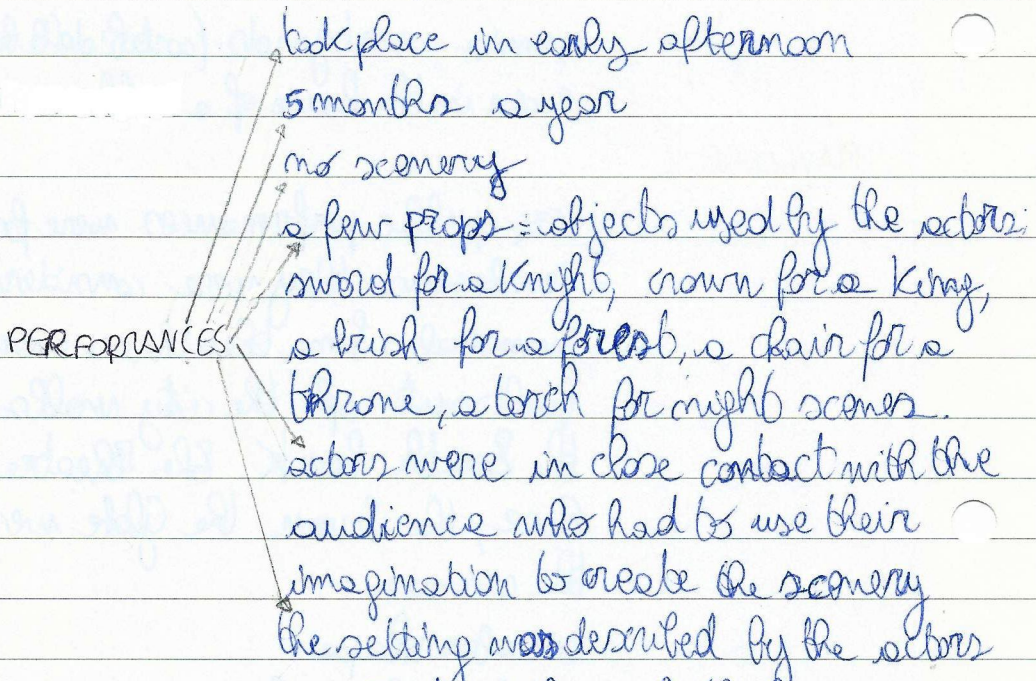 took place in early afternoon
5 months a year
no scenery
a few props = objects used by the actors:
sword for a knight, crown for a King,
PERFORMANCES
a brish for a forest, a chair for a
throne, a torch for night scenes.
actors were in close contact with the
audience who had to use their
imagination to create the scenery
the setting was described by the actors